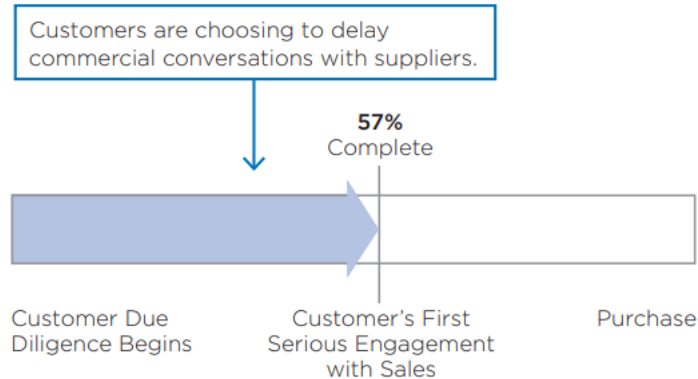 Customers are choosing to delay
commercial conversations with suppliers.
57%
Complete
Customer Due
Diligence Begins
Customer’s First
Serious Engagement
with Sales
Purchase